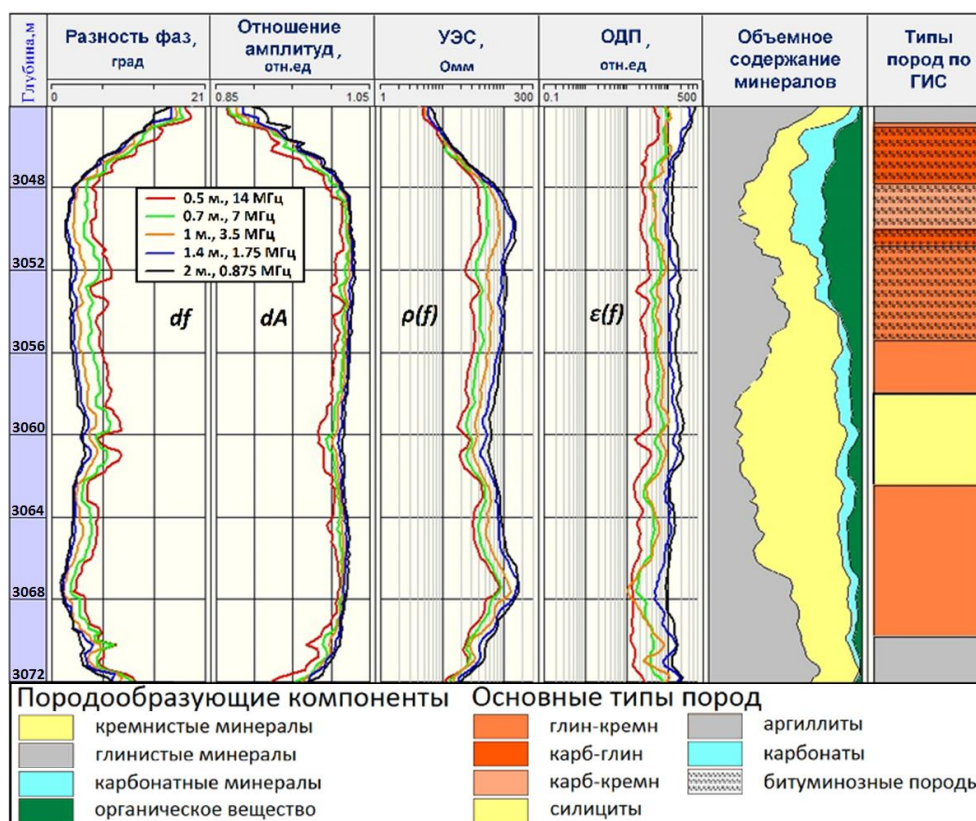 Глубина,м
Разность фаз,
град
0 21
Отношение
амплитуд,
отн.ед
0.85 1.05
УЭС,
Омм
1 300
ОДП,
отн.ед
0.1 500
Объемное
содержание
минералов
Типы
пород по
ГИС
3048
3052
3056
3060
3064
3068
3072
0.5 м., 14 МГц
0.7 м., 7 МГц
1 м., 3.5 МГц
1.4 м., 1.75 МГц
2 м., 0.875 МГц
df
dA
ρ(f)
ε(f)
Породообразующие компоненты
кремнистые минералы
глинистые минералы
карбонатные минералы
органическое вещество
Основные типы пород
глин-кремн
карб-глин
карб-кремн
силициты
аргиллиты
карбонаты
битуминозные породы